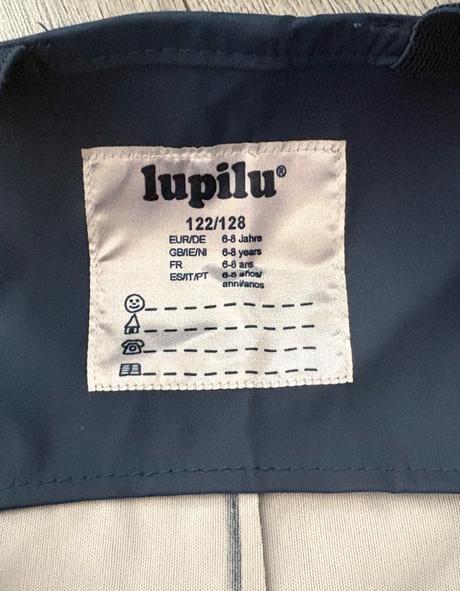 lupilu®
122/128
EUR/DE 6-8 Jahre
GB/IE/NI 6-8 years
FR 6-8 ans
ES/IT/PT 6-8 años/
anni/anos